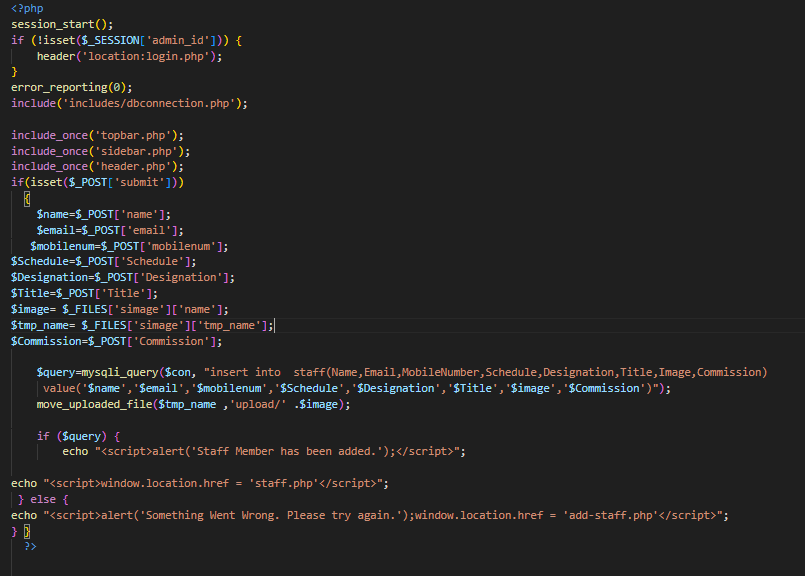 <?php
session_start();
if (!isset($_SESSION['admin_id'])) {
    header('location:login.php');
}
error_reporting(0);
include('includes/dbconnection.php');

include_once('topbar.php');
include_once('sidebar.php');
include_once('header.php');
if(isset($_POST['submit']))
  {
    $name=$_POST['name'];
    $email=$_POST['email'];
   $mobilenum=$_POST['mobilenum'];
$Schedule=$_POST['Schedule'];
$Designation=$_POST['Designation'];
$Title=$_POST['Title'];
$image= $_FILES['simage']['name'];
$tmp_name= $_FILES['simage']['tmp_name'];
$Commission=$_POST['Commission'];

    $query=mysqli_query($con, "insert into  staff(Name,Email,MobileNumber,Schedule,Designation,Title,Image,Commission)
     value('$name','$email','$mobilenum','$Schedule','$Designation','$Title','$image','$Commission')");
    move_uploaded_file($tmp_name ,'upload/' .$image);

    if ($query) {
        echo "<script>alert('Staff Member has been added.');</script>";

echo "<script>window.location.href = 'staff.php'</script>";
 } else {
echo "<script>alert('Something Went Wrong. Please try again.');window.location.href = 'add-staff.php'</script>";
} }
  ?>